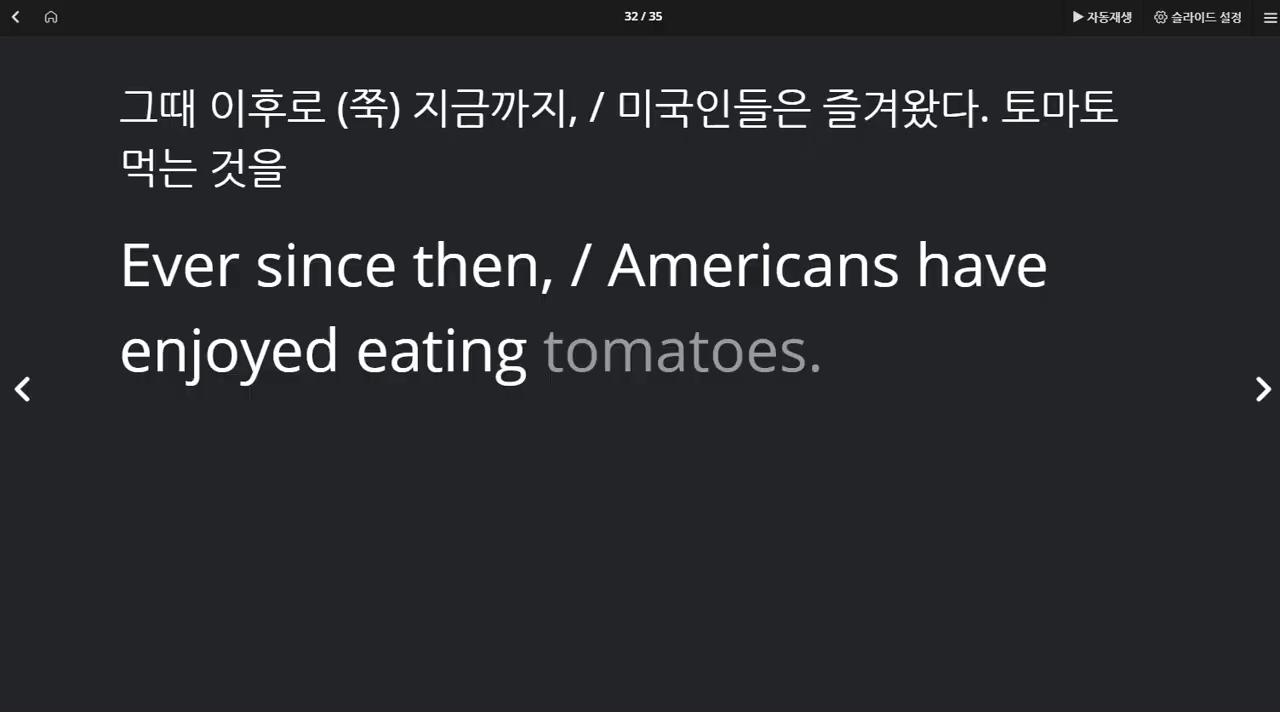 32 / 35
자동재생
슬라이드 설정
그때 이후로 (쭉) 지금까지, / 미국인들은 즐겨왔다. 토마토
먹는 것을
Ever since then, / Americans have
enjoyed eating tomatoes.